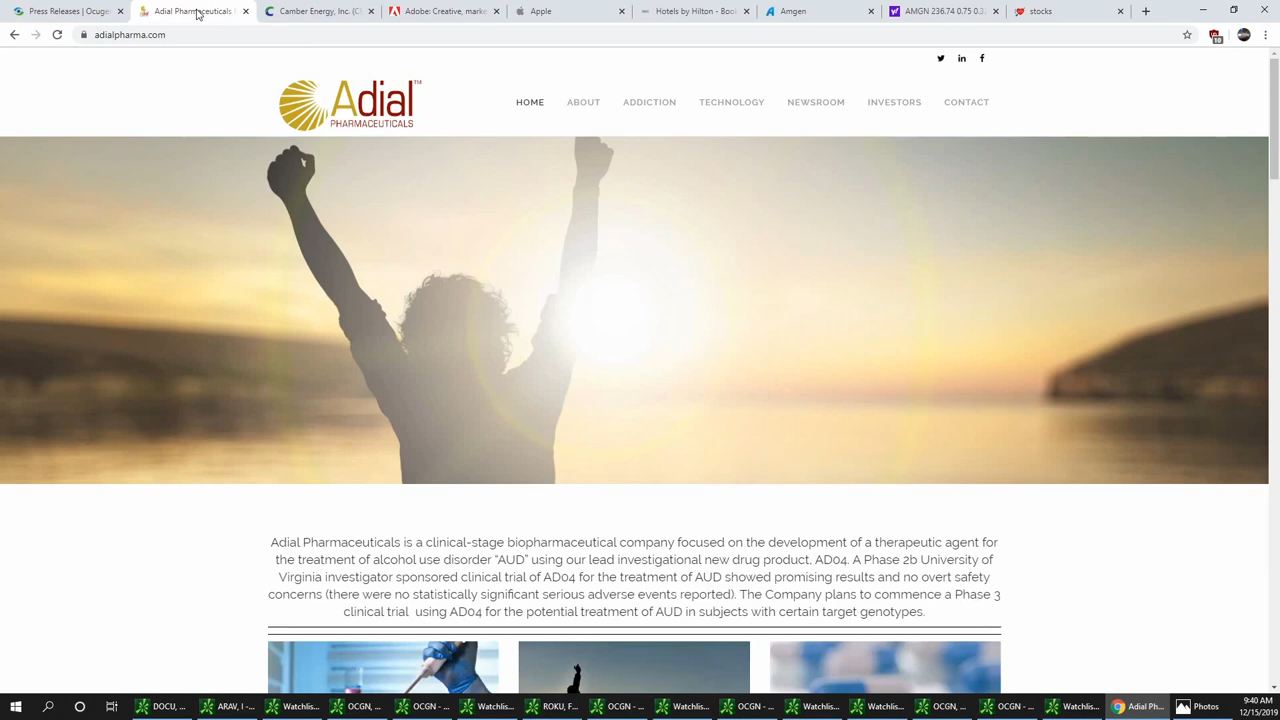 Press Releases | Ocuger
Adial Pharmaceuticals
Camber Energy, Inc. (C
Adobe: Creative, marke
Apple
Hotels by Hilton - Boo
Amgen
AMGN 236.74 0.75 0.3
stocks
adialpharma.com
10
Adial™
PHARMACEUTICALS
HOME
ABOUT
ADDICTION
TECHNOLOGY
NEWSROOM
INVESTORS
CONTACT
Adial Pharmaceuticals is a clinical-stage biopharmaceutical company focused on the development of a therapeutic agent for
the treatment of alcohol use disorder “AUD” using our lead investigational new drug product, AD04. A Phase 2b University of
Virginia investigator sponsored clinical trial of AD04 for the treatment of AUD showed promising results and no overt safety
concerns (there were no statistically significant serious adverse events reported). The Company plans to commence a Phase 3
clinical trial using AD04 for the potential treatment of AUD in subjects with certain target genotypes.
DOCU, ...
ARAV, I -...
Watchlis...
OCGN, ...
OCGN -...
Watchlis...
ROKU, F...
OCGN -...
Watchlis...
OCGN -...
Watchlis...
Watchlis...
OCGN, ...
OCGN -...
Watchlis...
Adial Ph...
Photos
9:40 AM
12/15/2019